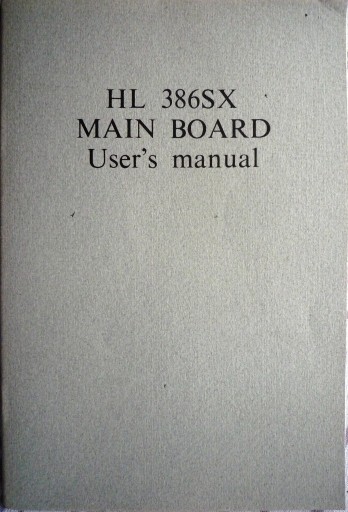 HL 386SX
MAIN BOARD
User's manual